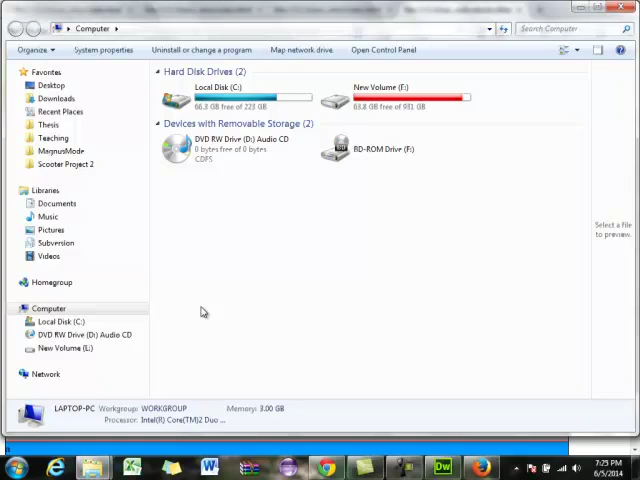 Computer
Search Computer
Organize
System properties
Uninstall or change a program
Map network drive
Open Control Panel
Favorites
Desktop
Downloads
Recent Places
Thesis
Teaching
MagnusMode
Scooter Project 2
Libraries
Documents
Music
Pictures
Subversion
Videos
Homegroup
Computer
Local Disk (C:)
DVD RW Drive (D:) Audio CD
New Volume (E:)
Network
Hard Disk Drives (2)
Local Disk (C:)
66.3 GB free of 223 GB
New Volume (E:)
63.8 GB free of 931 GB
Devices with Removable Storage (2)
DVD RW Drive (D:) Audio CD
0 bytes free of 0 bytes
CDFS
BD-ROM Drive (F:)
Select a file
to preview.
LAPTOP-PC Workgroup: WORKGROUP Memory: 3.00 GB
Processor: Intel(R) Core(TM)2 Duo ...
7:25 PM
6/5/2014